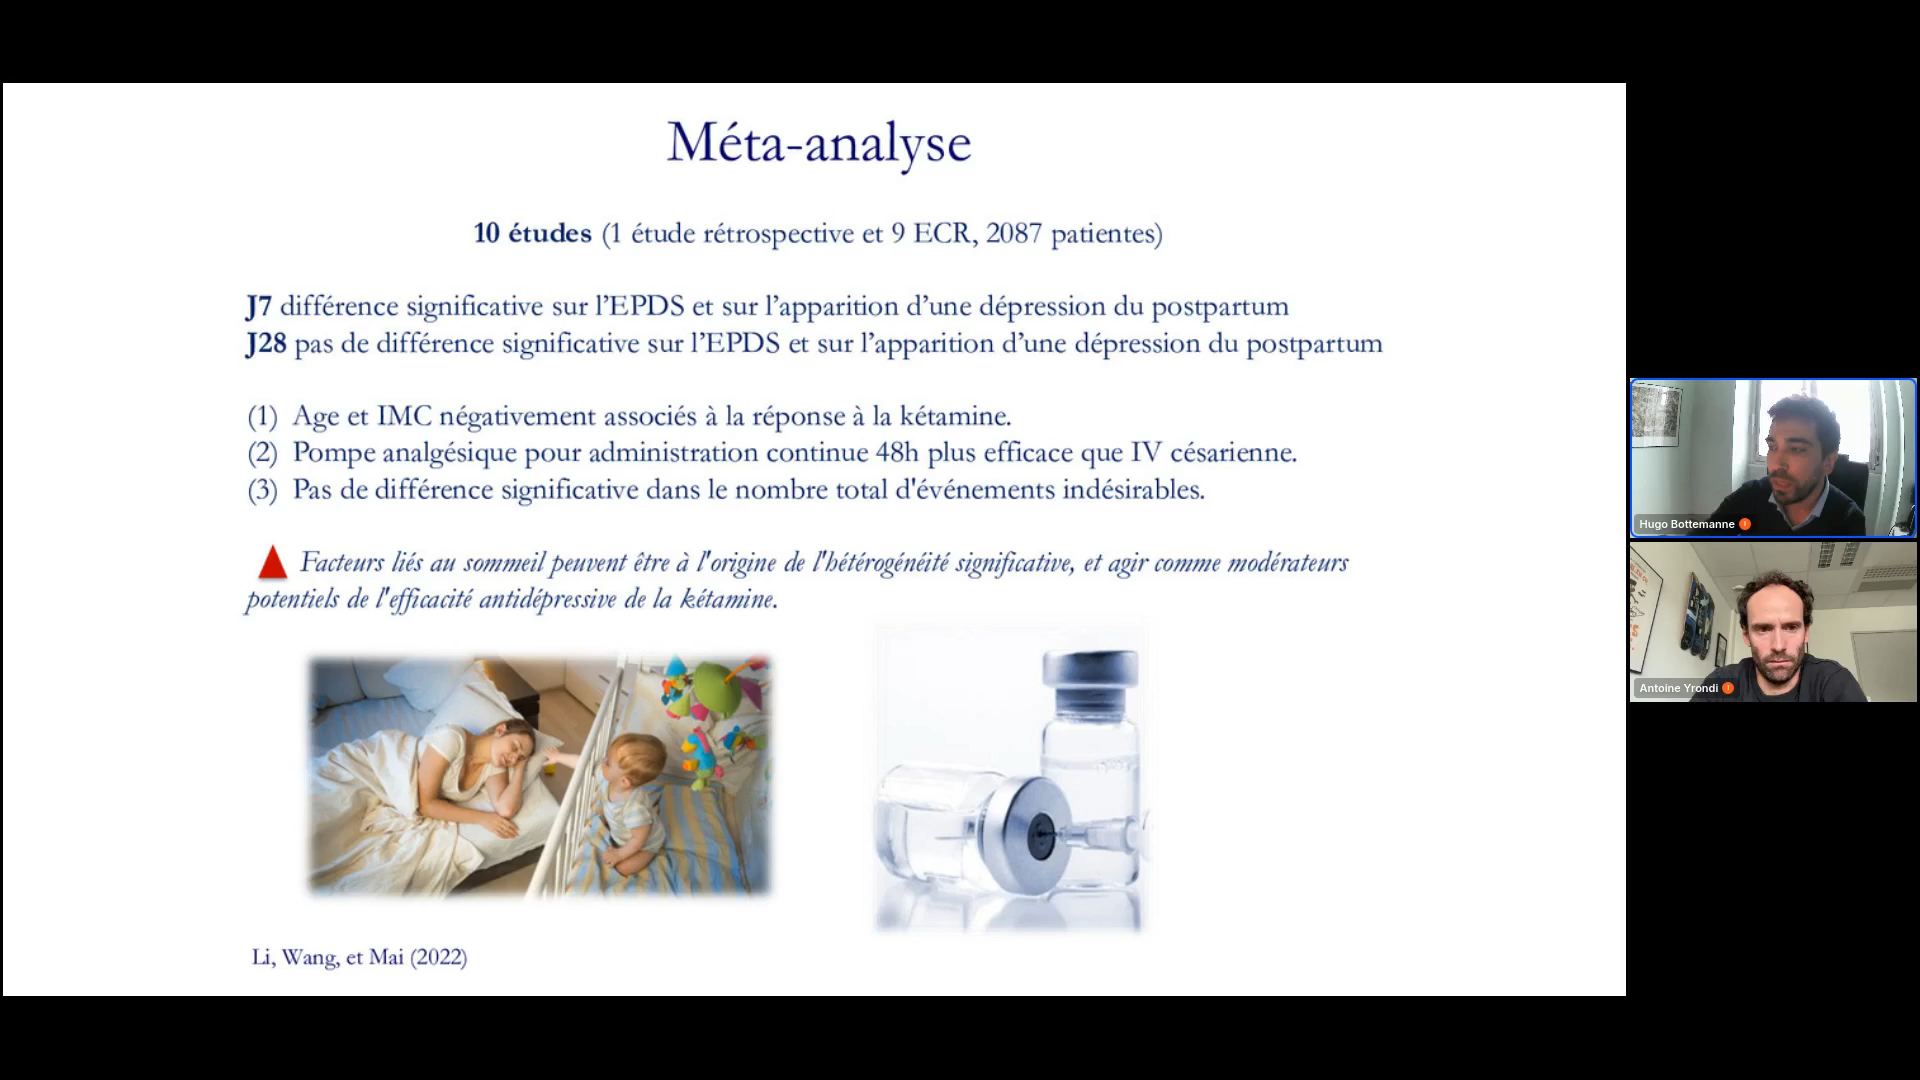 Méta-analyse
10 études (1 étude rétrospective et 9 ECR, 2087 patientes)
J7 différence significative sur l’EPDS et sur l’apparition d’une dépression du postpartum
J28 pas de différence significative sur l’EPDS et sur l’apparition d’une dépression du postpartum
(1) Age et IMC négativement associés à la réponse à la kétamine.
(2) Pompe analgésique pour administration continue 48h plus efficace que IV césarienne.
(3) Pas de différence significative dans le nombre total d'événements indésirables.
Facteurs liés au sommeil peuvent être à l'origine de l'hétérogénéité significative, et agir comme modérateurs
potentiels de l'efficacité antidépressive de la kétamine.
Li, Wang, et Mai (2022)
Hugo Bottemanne
Antoine Yrondi